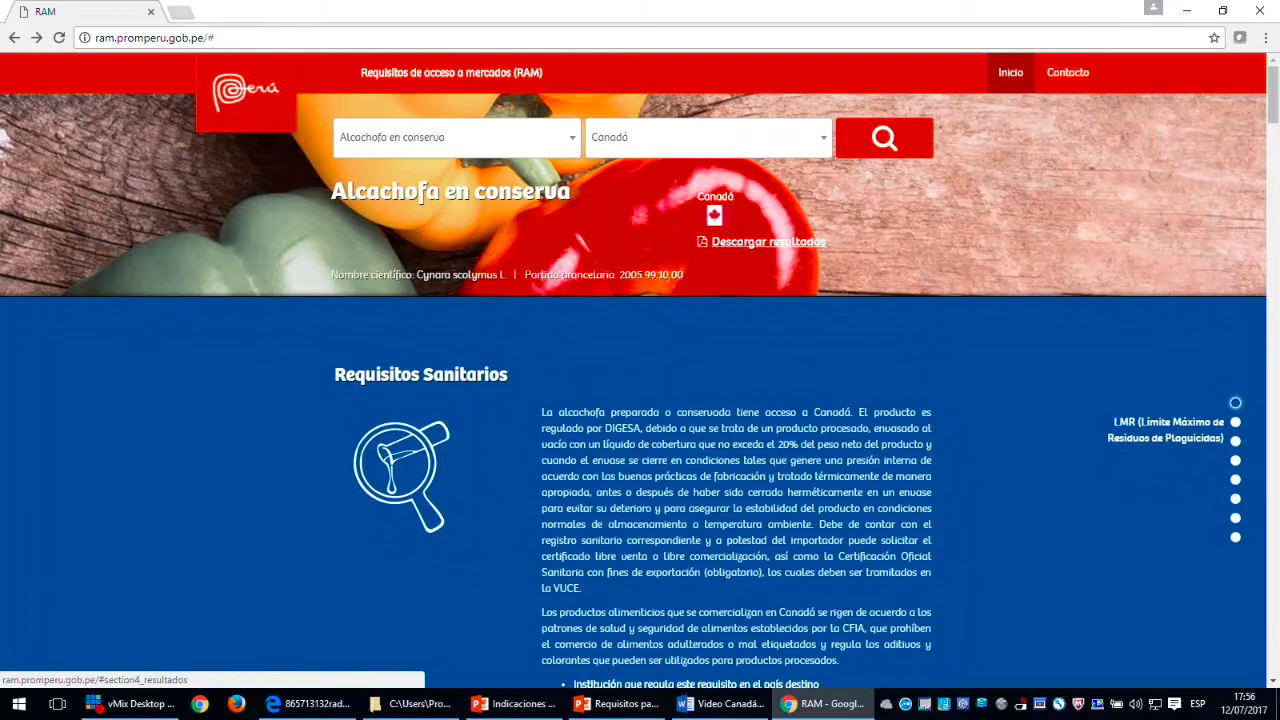 RAM
ram.promperu.gob.pe/#
Perú
Requisitos de acceso a mercados (RAM)
Inicio
Contacto
Alcachofa en conserva
Canadá
Alcachofa en conserva
Canadá
Descargar resultados
Nombre científico: Cynara scolymus L. | Partida arancelaria: 2005.99.10.00
Requisitos Sanitarios
La alcachofa preparada o conservada tiene acceso a Canadá. El producto es
regulado por DIGESA, debido a que se trata de un producto procesado, envasado al
vacío con un líquido de cobertura que no exceda el 20% del peso neto del producto y
cuando el envase se cierre en condiciones tales que genere una presión interna de
acuerdo con las buenas prácticas de fabricación y tratado térmicamente de manera
apropiada, antes o después de haber sido cerrado herméticamente en un envase
para evitar su deterioro y para asegurar la estabilidad del producto en condiciones
normales de almacenamiento a temperatura ambiente. Debe de contar con el
registro sanitario correspondiente y a potestad del importador puede solicitar el
certificado libre venta o libre comercialización, así como la Certificación Oficial
Sanitaria con fines de exportación (obligatorio), los cuales deben ser tramitados en
la VUCE.
Los productos alimenticios que se comercializan en Canadá se rigen de acuerdo a los
patrones de salud y seguridad de alimentos establecidos por la CFIA, que prohíben
el comercio de alimentos adulterados o mal etiquetados y regula los aditivos y
colorantes que pueden ser utilizados para productos procesados.
• Institución que regula este requisito en el país destino
LMR (Límite Máximo de
Residuos de Plaguicidas)
ram.promperu.gob.pe/#section4_resultados
vMix Desktop ...
865713132/rad...
C:\Users\Pro...
Indicaciones ...
Requisitos pa...
Video Canadá...
RAM - Googl...
ESP
17:56
12/07/2017